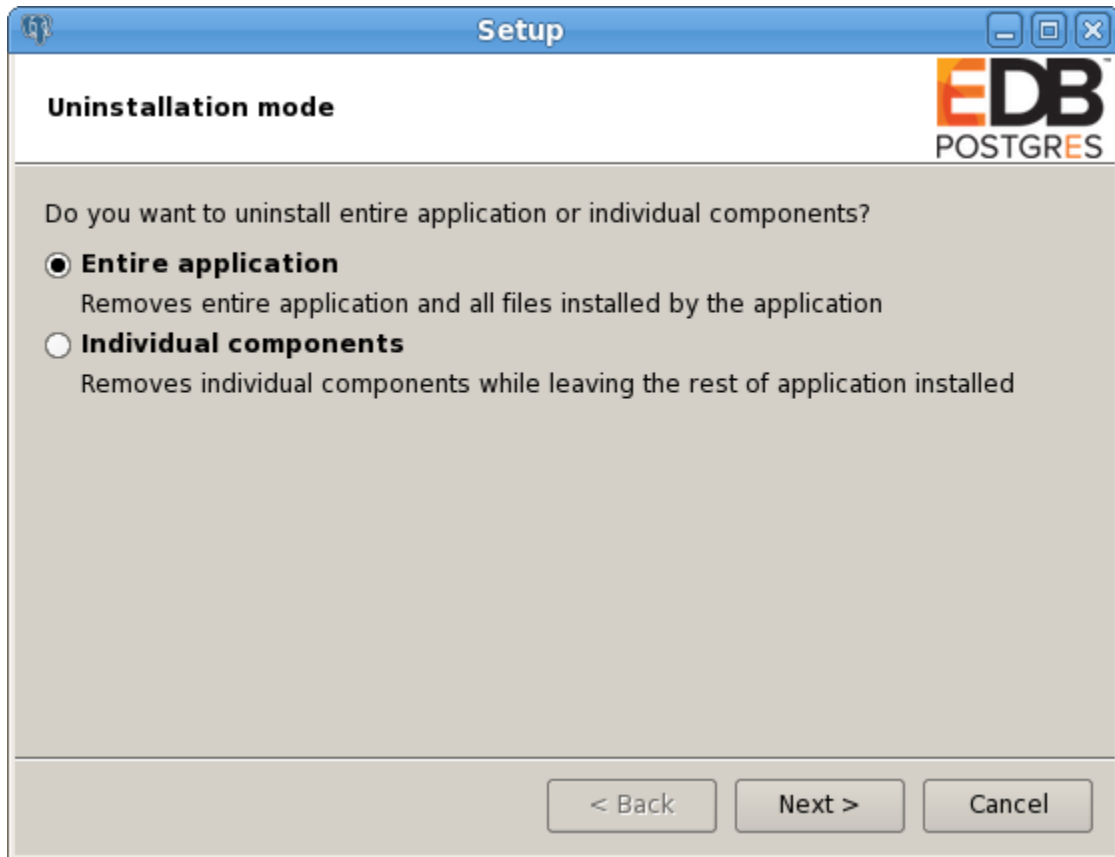 Setup
Uninstallation mode
EDB
POSTGRES
Do you want to uninstall entire application or individual components?
Entire application
Removes entire application and all files installed by the application
Individual components
Removes individual components while leaving the rest of application installed
< Back
Next >
Cancel